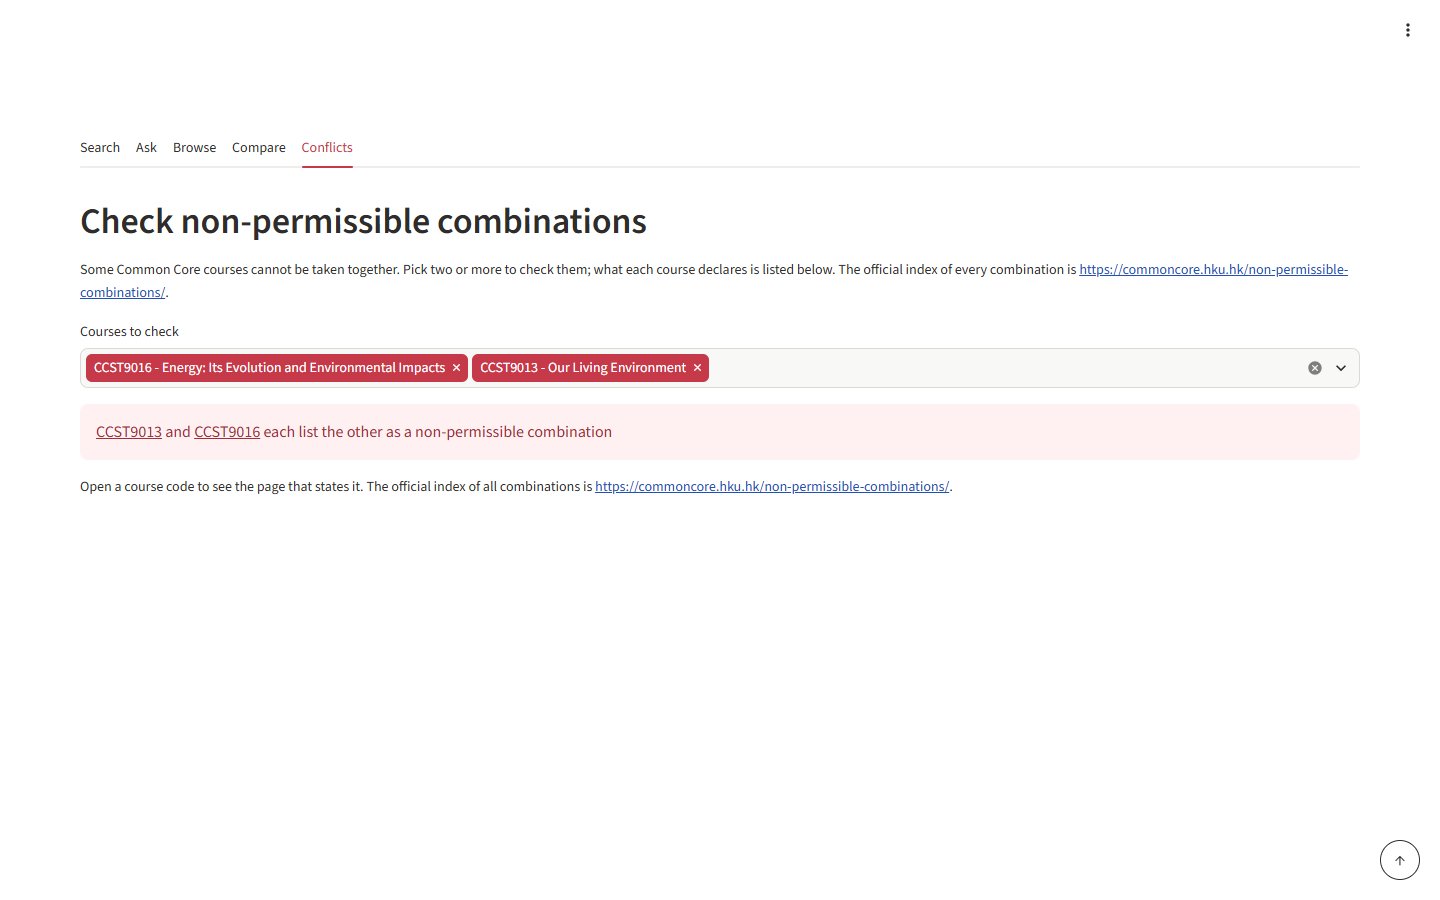 Search Ask Browse Compare Conflicts
Check non-permissible combinations
Some Common Core courses cannot be taken together. Pick two or more to check them; what each course declares is listed below. The official index of every combination is https://commoncore.hku.hk/non-permissible-
combinations/.
Courses to check
CCST9016 - Energy: Its Evolution and Environmental Impacts × CCST9013 - Our Living Environment ×
CCST9013 and CCST9016 each list the other as a non-permissible combination
Open a course code to see the page that states it. The official index of all combinations is https://commoncore.hku.hk/non-permissible-combinations/.